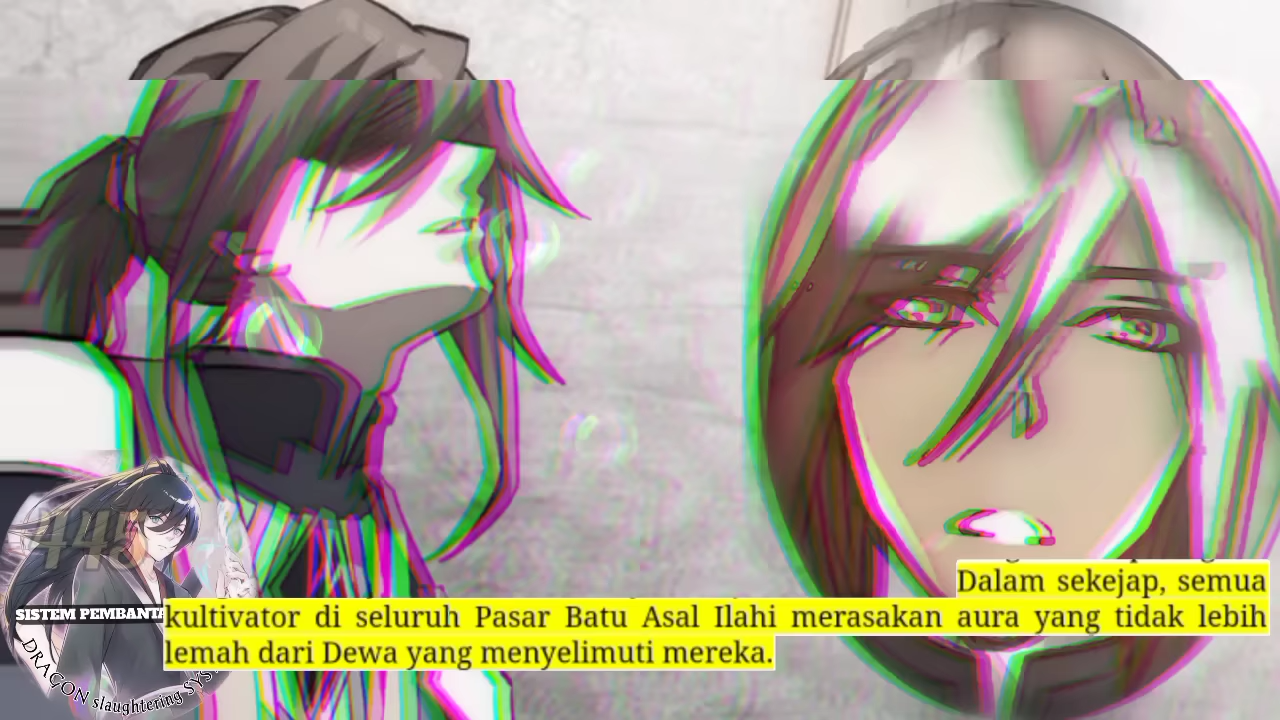 Dalam sekejap, semua
kultivator di seluruh Pasar Batu Asal Ilahi merasakan aura yang tidak lebih
lemah dari Dewa yang menyelimuti mereka.
SISTEM PEMBANTA
DRAGON slaughtering SYS